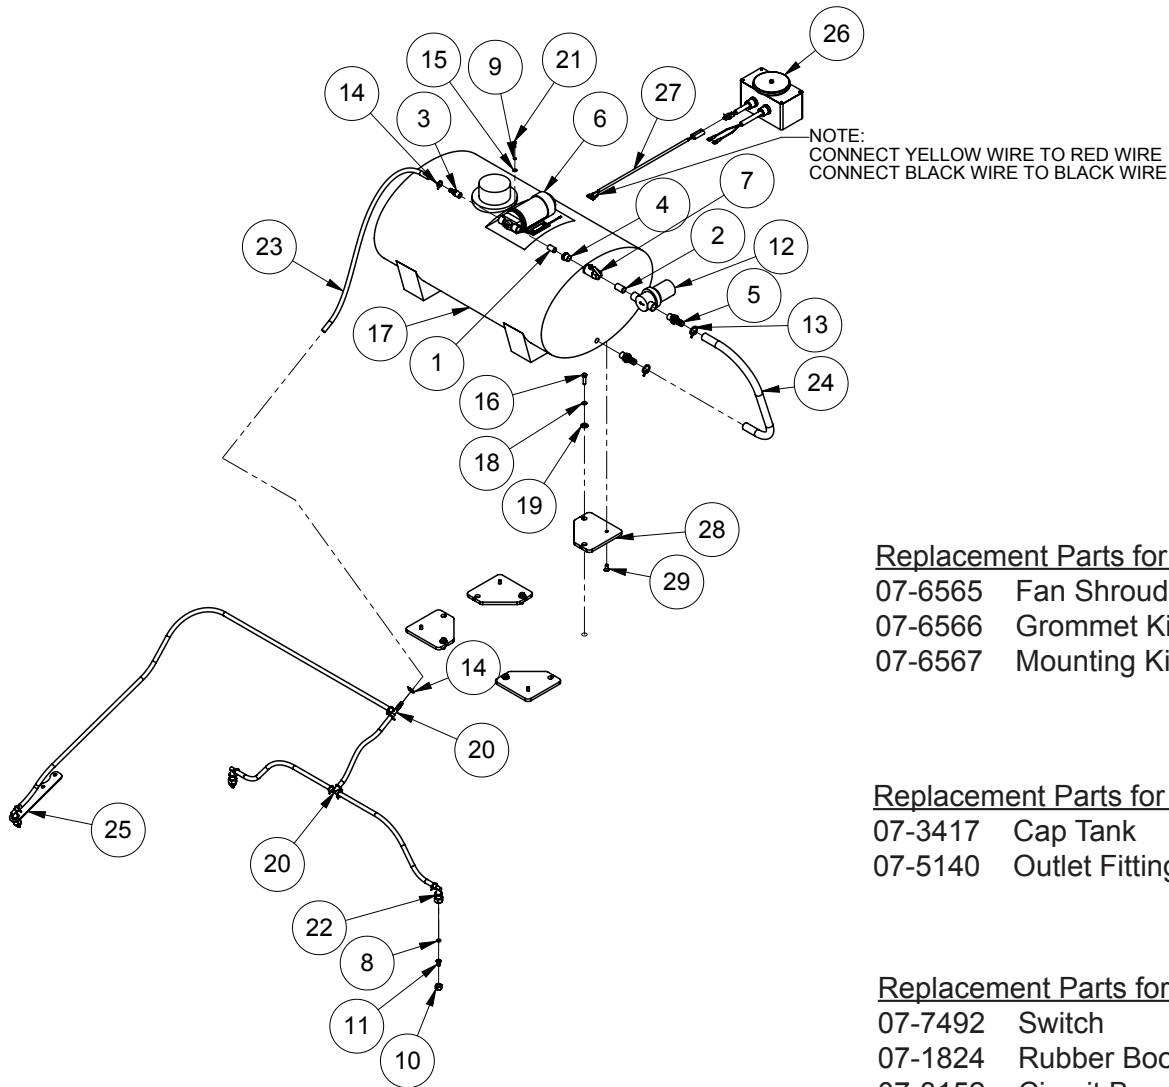 26
15
9
21
14
3
6
27
NOTE:
CONNECT YELLOW WIRE TO RED WIRE
CONNECT BLACK WIRE TO BLACK WIRE
7
4
2
12
23
5
13
17
1
24
16
18
19
28
29
14
20
25
20
22
8
11
10
Replacement Parts for
07-6565 Fan Shroud
07-6566 Grommet Ki
07-6567 Mounting Ki
Replacement Parts for
07-3417 Cap Tank
07-5140 Outlet Fitting
Replacement Parts for
07-7492 Switch
07-1824 Rubber Boo